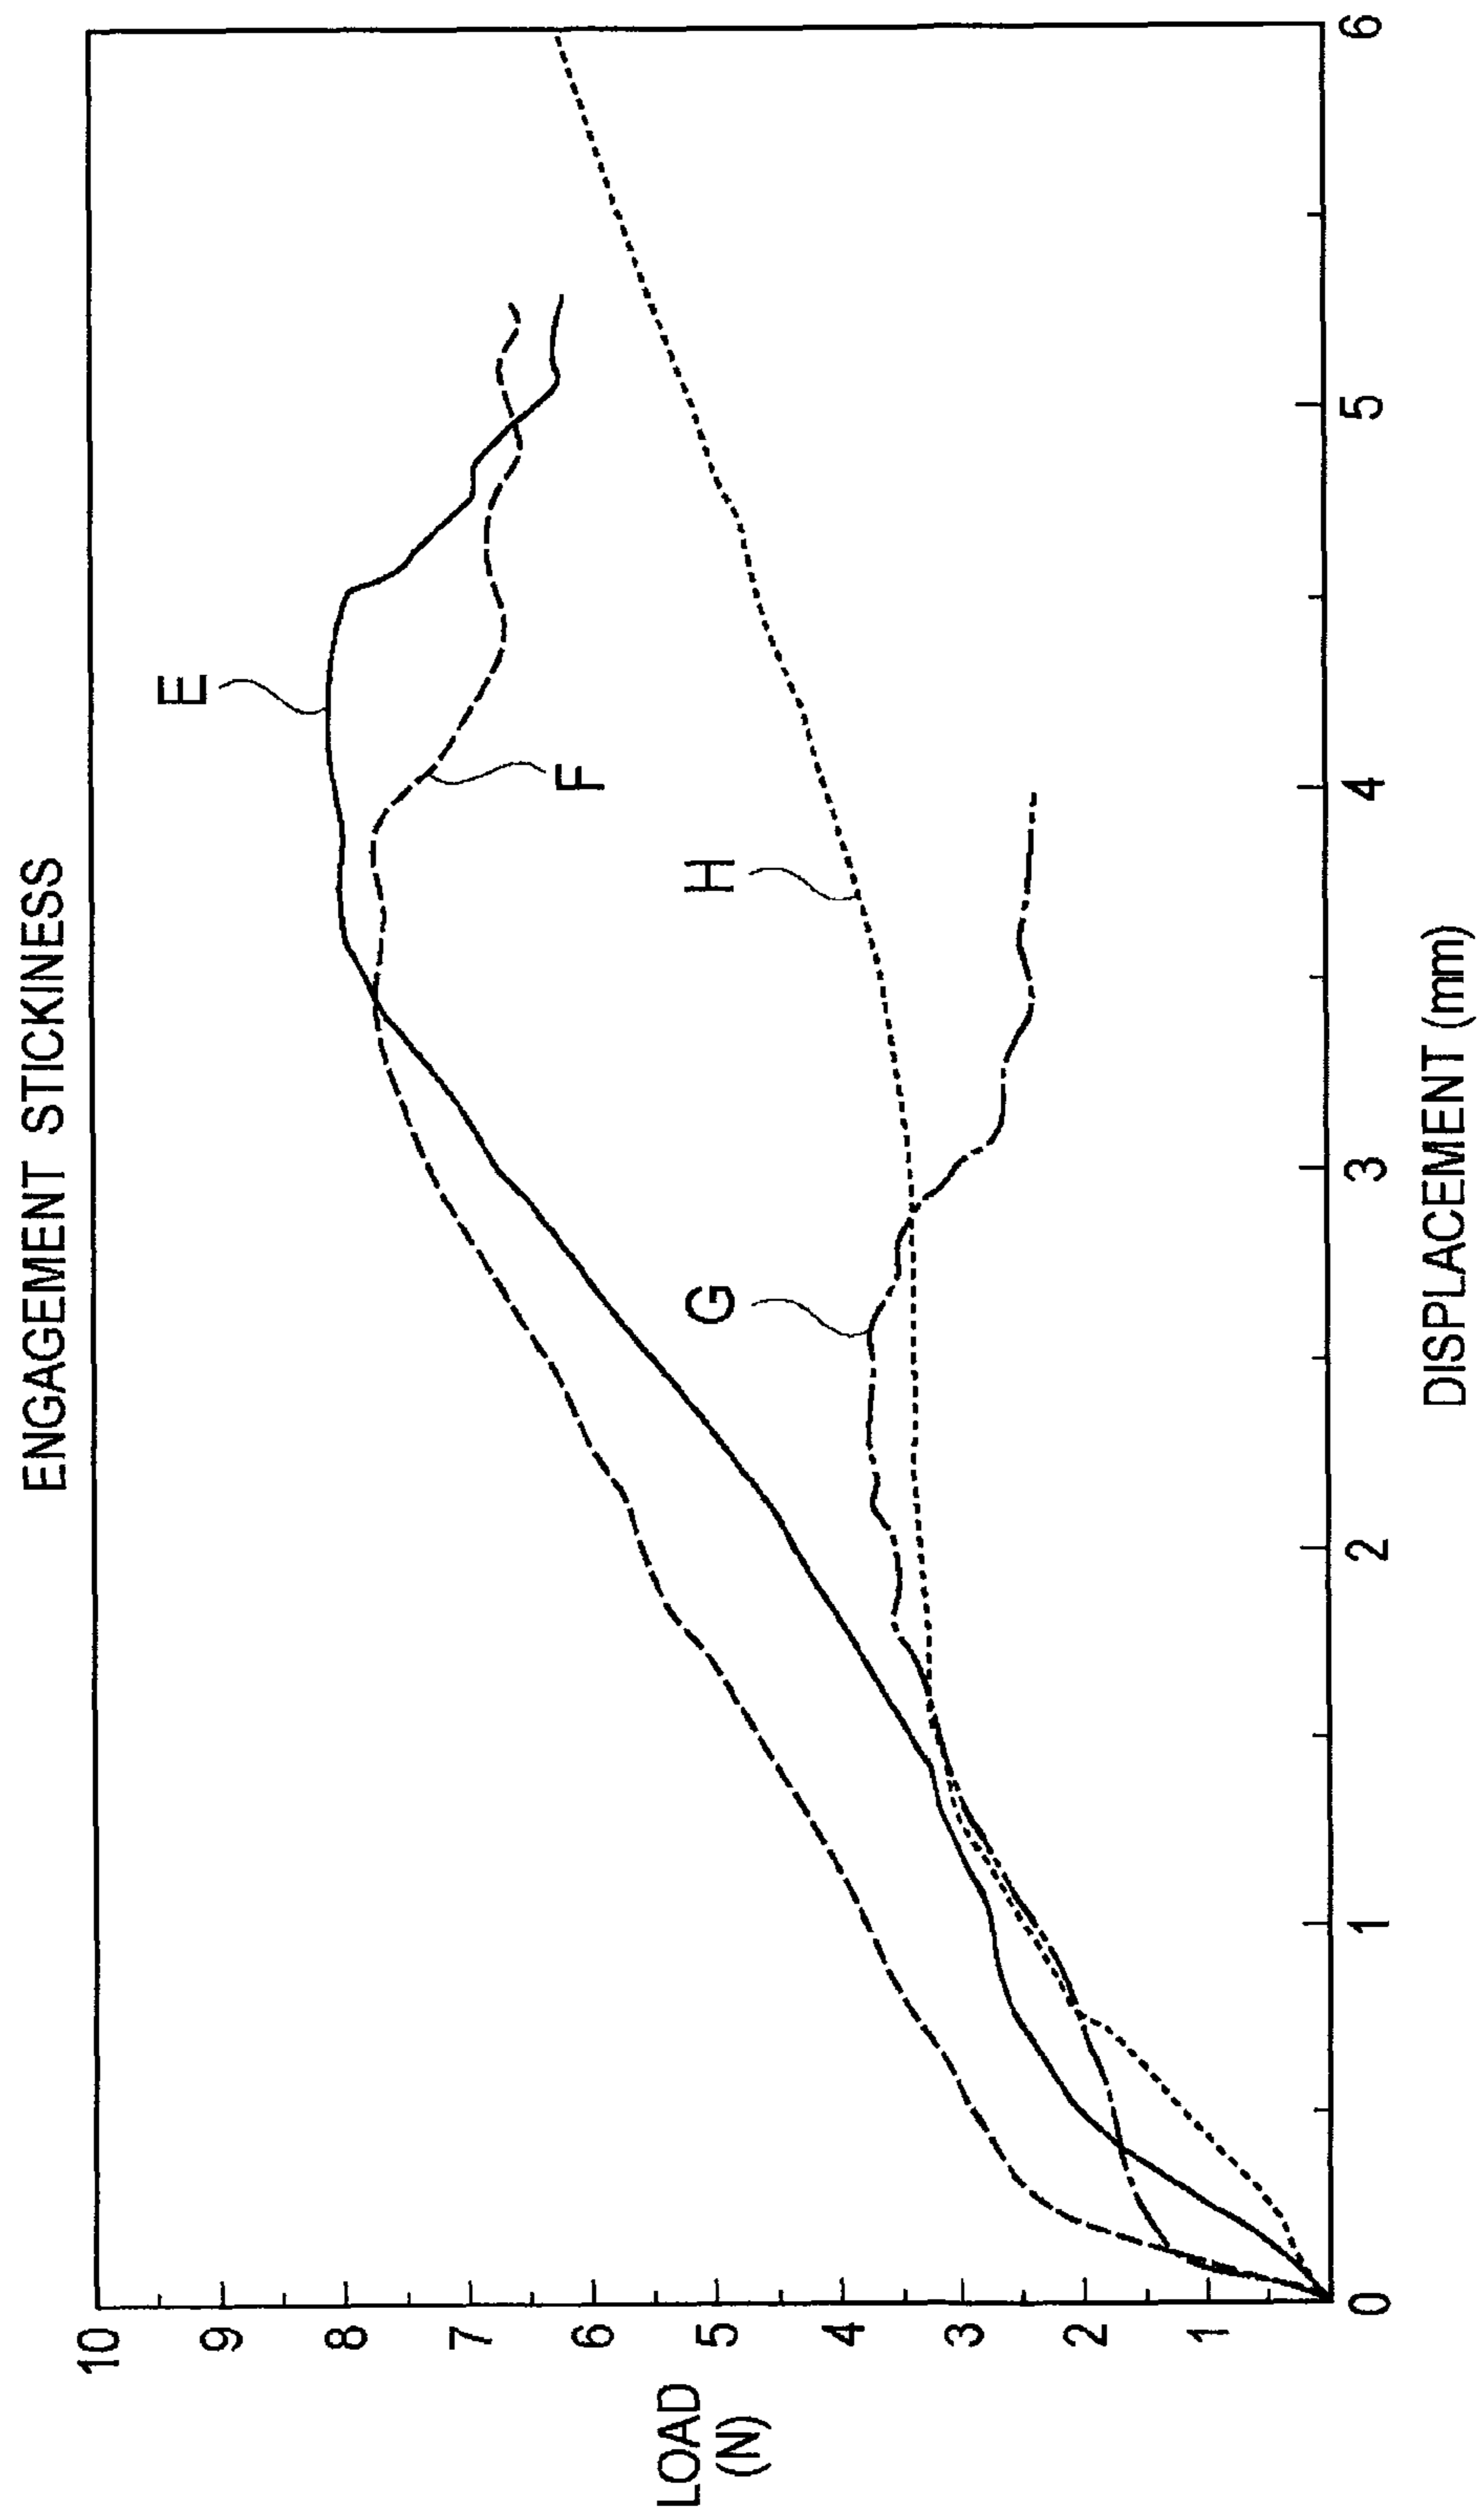 ENGAGEMENT STICKINESS
LOAD
(N)
10
9
8
7
6
5
4
3
2
1
0
1
2
3
4
5
6
E
F
G
H
DISPLACEMENT (mm)